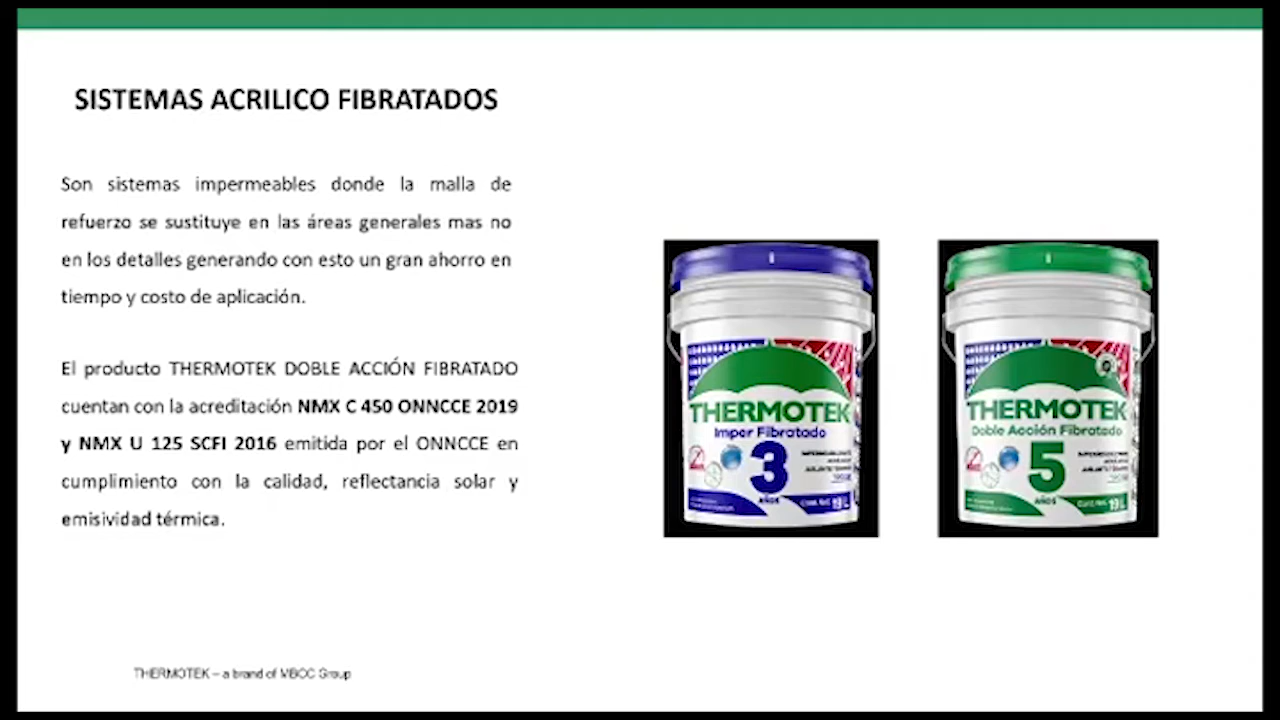 SISTEMAS ACRILICO FIBRATADOS
Son sistemas impermeables donde la malla de
refuerzo se sustituye en las áreas generales mas no
en los detalles generando con esto un gran ahorro en
tiempo y costo de aplicación.
El producto THERMOTEK DOBLE ACCIÓN FIBRATADO
cuentan con la acreditación NMX C 450 ONNCCE 2019
y NMX U 125 SCFI 2016 emitida por el ONNCCE en
cumplimiento con la calidad, reflectancia solar y
emisividad térmica.
THERMOTEK
Imper Fibratado
3
AÑOS
19 L
THERMOTEK
Doble Acción Fibratado
5
AÑOS
19 L
THERMOTEK – a brand of MBCC Group